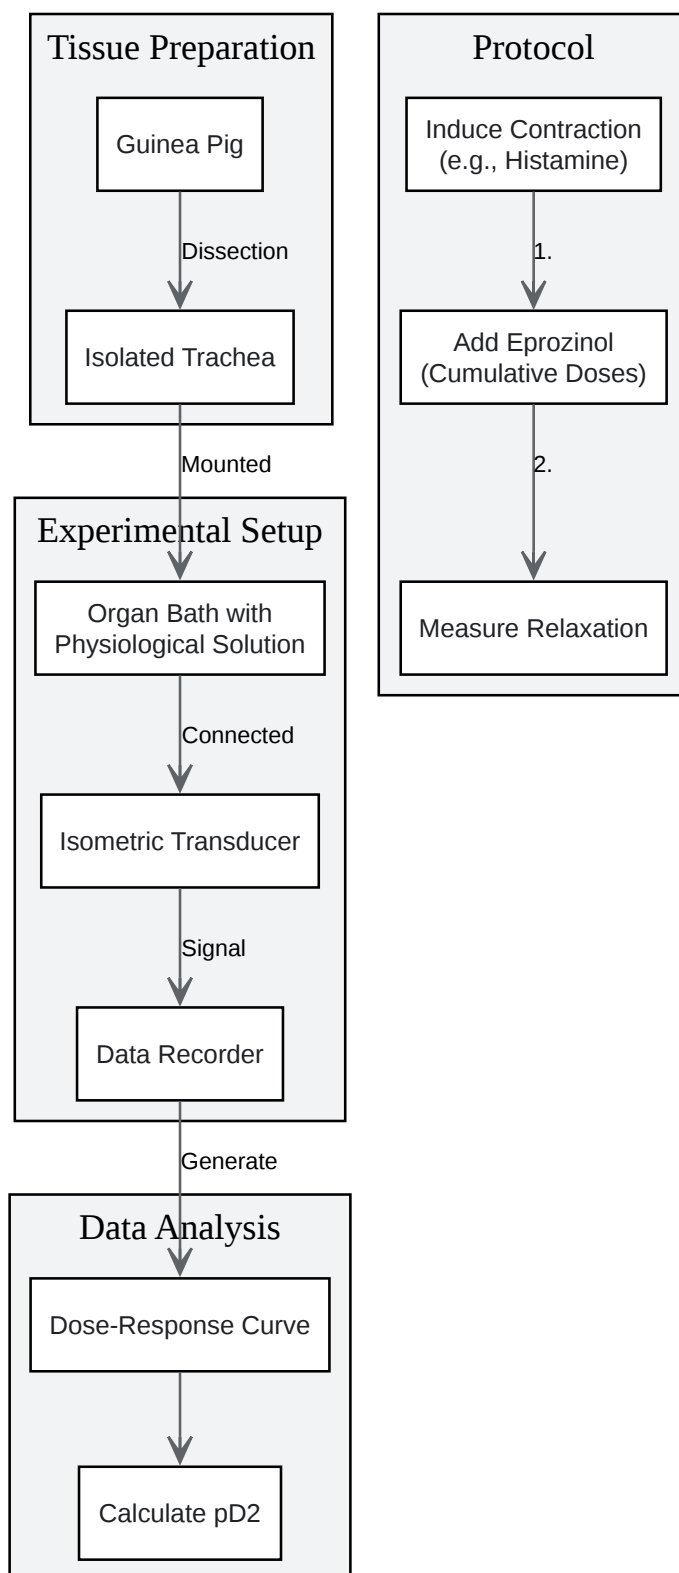 Tissue Preparation
Guinea Pig
Dissection
Isolated Trachea
Mounted
Experimental Setup
Organ Bath with
Physiological Solution
Connected
Isometric Transducer
Signal
Data Recorder
Generate
Data Analysis
Dose-Response Curve
Calculate pD2
Protocol
Induce Contraction
(e.g., Histamine)
1.
Add Eprozinol
(Cumulative Doses)
2.
Measure Relaxation